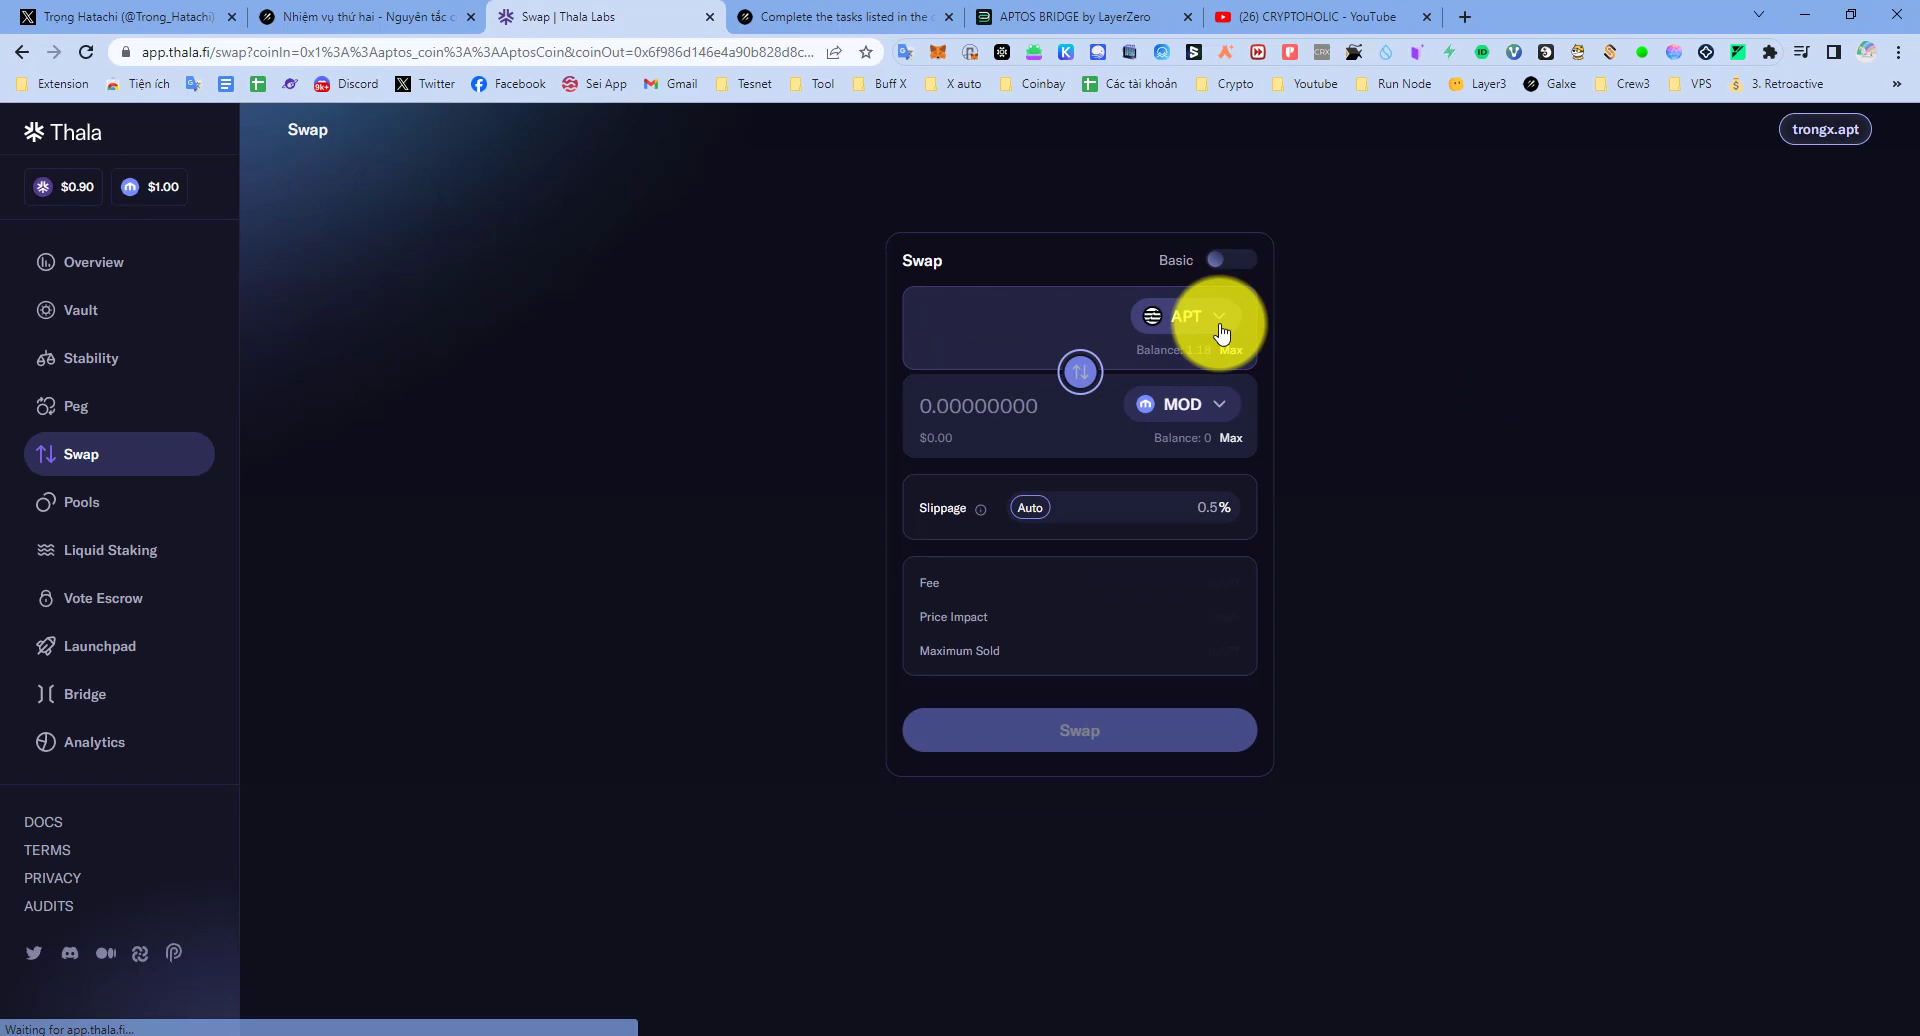 Trọng Hatachi (@Trong_Hatachi)
Nhiệm vụ thứ hai - Nguyên tắc c
Swap | Thala Labs
Complete the tasks listed in the c
APTOS BRIDGE by LayerZero
(26) CRYPTOHOLIC - YouTube
app.thala.fi/swap?coinIn=0x1%3A%3Aaptos_coin%3A%3AAptosCoin&coinOut=0x6f986d146e4a90b828d8c...
Extension
Tiện ích
9k+
Discord
Twitter
Facebook
Sei App
Gmail
Tesnet
Tool
Buff X
X auto
Coinbay
Các tài khoản
Crypto
Youtube
Run Node
Layer3
Galxe
Crew3
VPS
3. Retroactive
Thala
Swap
trongx.apt
$0.90
$1.00
Overview
Vault
Stability
Peg
Swap
Pools
Liquid Staking
Vote Escrow
Launchpad
Bridge
Analytics
DOCS
TERMS
PRIVACY
AUDITS
Swap
Basic
APT
Balance: 1.18 Max
0.00000000
MOD
$0.00
Balance: 0 Max
Slippage
Auto
0.5%
Fee
Price Impact
Maximum Sold
Swap
Waiting for app.thala.fi...